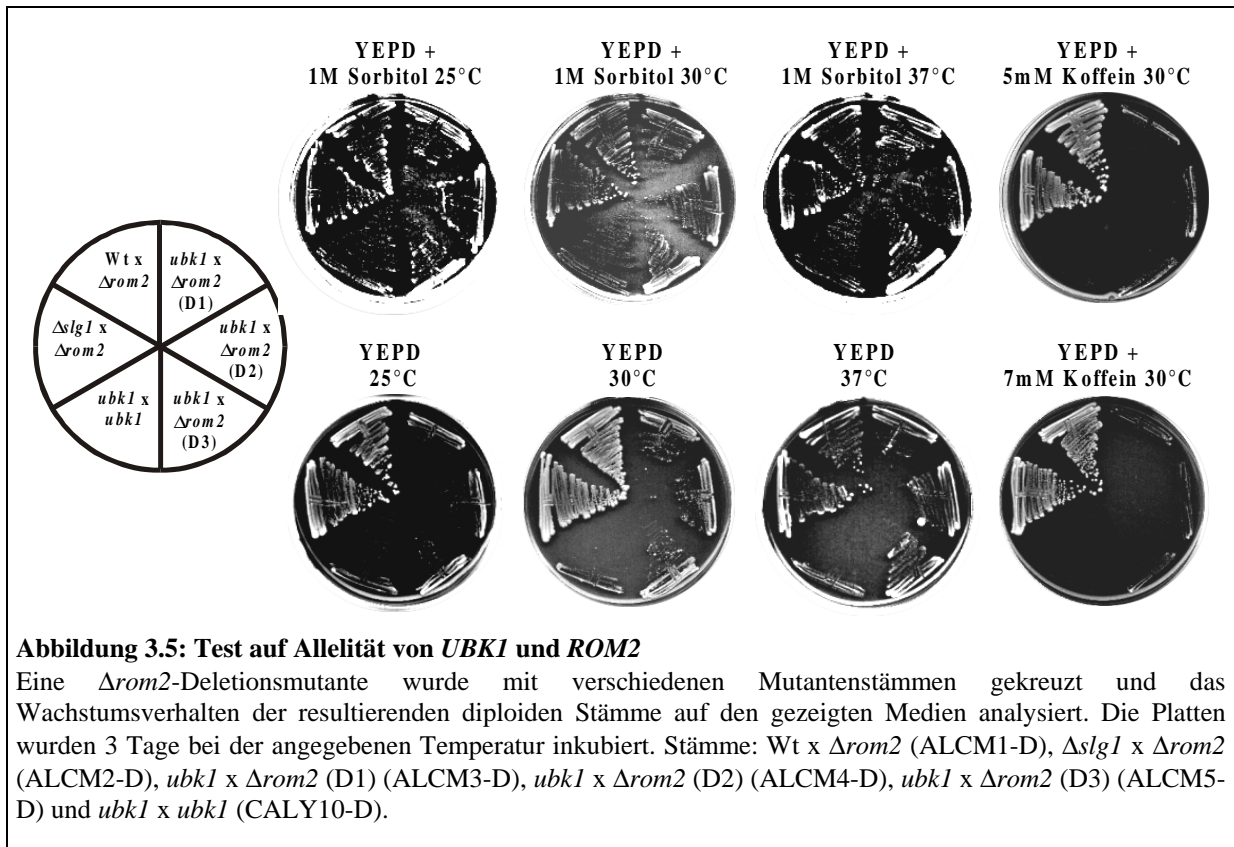 YEPD +
1M Sorbitol 25°C
YEPD +
1M Sorbitol 30°C
YEPD +
1M Sorbitol 37°C
YEPD +
5mM Koffein 30°C
Wt x
Δrom2
ubk1 x
Δrom2
(D1)
Δslg1 x
Δrom2
ubk1 x
Δrom2
(D2)
ubk1 x
ubk1
ubk1 x
Δrom2
(D3)
YEPD
25°C
YEPD
30°C
YEPD
37°C
YEPD +
7mM Koffein 30°C
Abbildung 3.5: Test auf Allelität von UBK1 und ROM2
Eine Δrom2-Deletionsmutante wurde mit verschiedenen Mutantenstämmen gekreuzt und das
Wachstumsverhalten der resultierenden diploiden Stämme auf den gezeigten Medien analysiert. Die Platten
wurden 3 Tage bei der angegebenen Temperatur inkubiert. Stämme: Wt x Δrom2 (ALCM1-D), Δslg1 x Δrom2
(ALCM2-D), ubk1 x Δrom2 (D1) (ALCM3-D), ubk1 x Δrom2 (D2) (ALCM4-D), ubk1 x Δrom2 (D3) (ALCM5-
D) und ubk1 x ubk1 (CALY10-D).